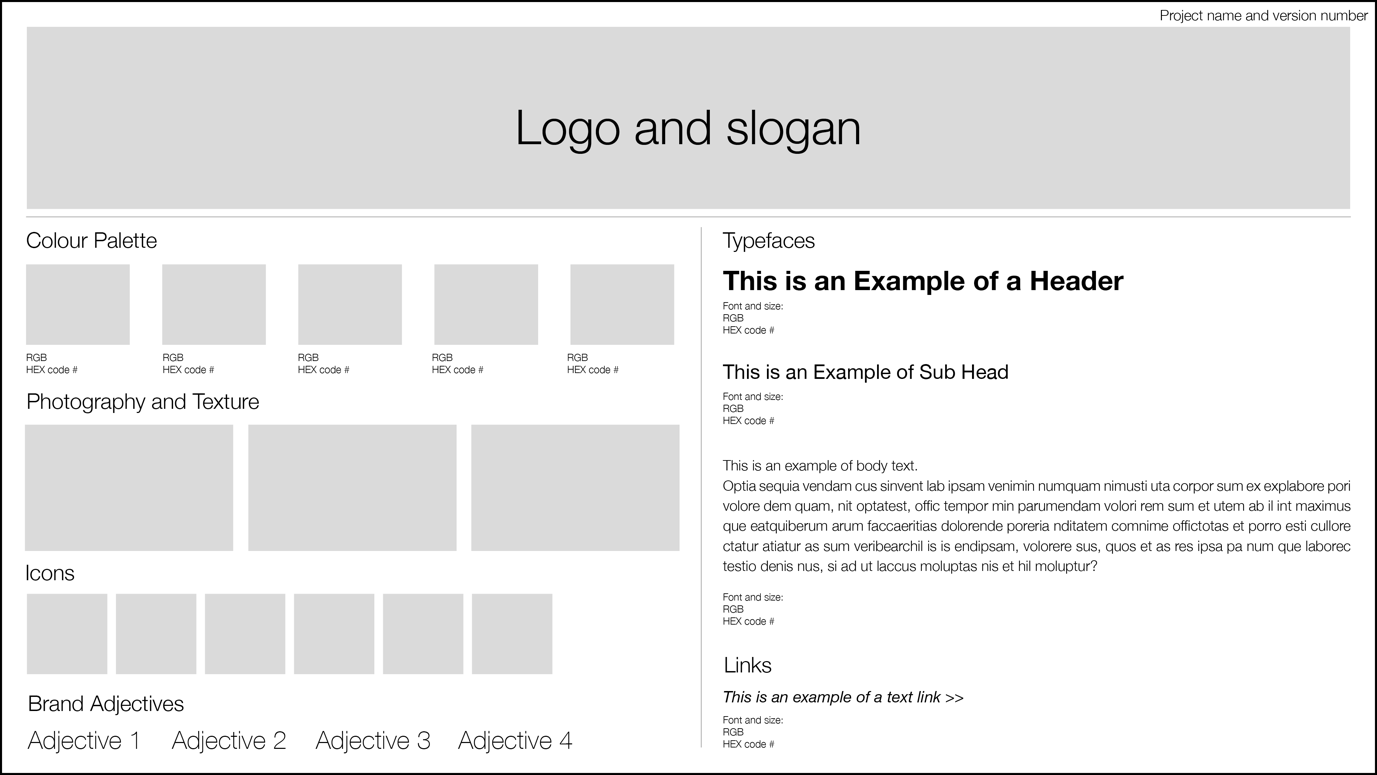 Project name and version number
Logo and slogan
Colour Palette
RGB
HEX code #
RGB
HEX code #
RGB
HEX code #
RGB
HEX code #
RGB
HEX code #
Photography and Texture
Icons
Brand Adjectives
Adjective 1
Adjective 2
Adjective 3
Adjective 4
Typefaces
This is an Example of a Header
Font and size:
RGB
HEX code #
This is an Example of Sub Head
Font and size:
RGB
HEX code #
This is an example of body text.
Optia sequia vendam cus sinvent lab ipsam venimin numquam nimusti uta corpor sum ex explabore pori
volore dem quam, nit optatest, offic tempor min parumendam volori rem sum et utem ab il int maximus
que eatquiberum arum faccaeritias dolorende poreria nditatem comnime offictotas et porro esti cullore
ctatur atiatur as sum veribearchil is is endipsam, volorere sus, quos et as res ipsa pa num que laborec
testio denis nus, si ad ut laccus moluptas nis et hil moluptur?
Font and size:
RGB
HEX code #
Links
This is an example of a text link >>
Font and size:
RGB
HEX code #